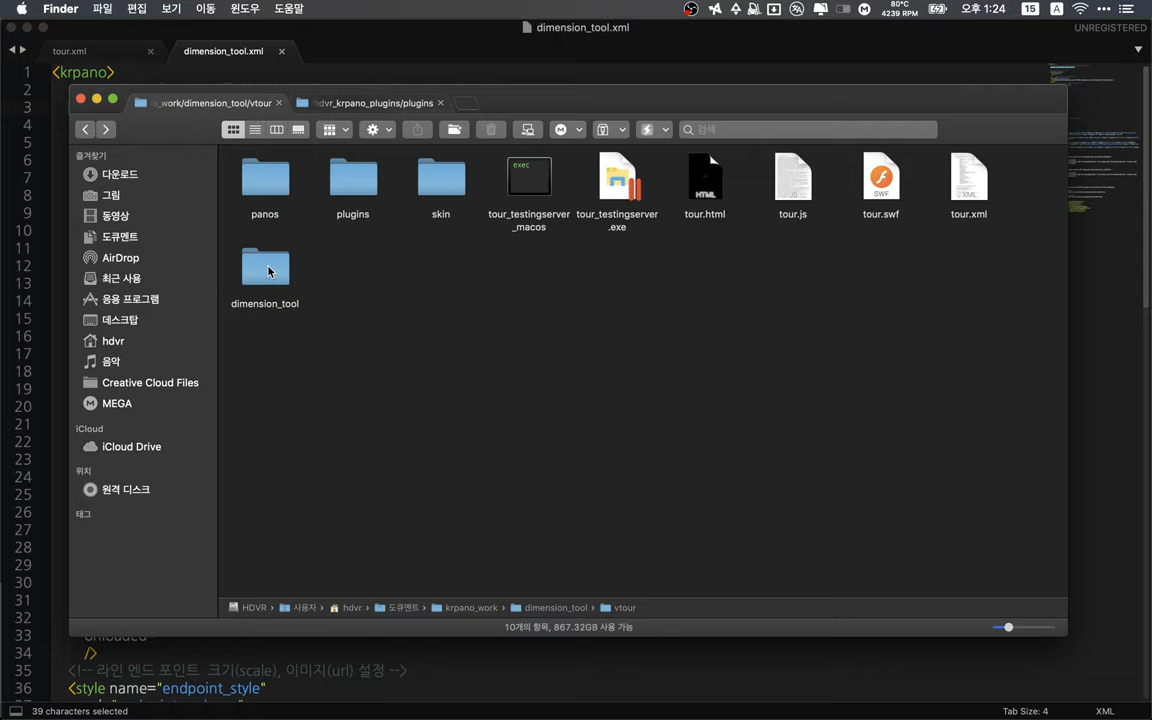 Finder 파일 편집 보기 이동 윈도우 도움말 80°C 4239 RPM 오후 1:24 15 A
dimension_tool.xml UNREGISTERED
tour.xml dimension_tool.xml
1 <krpano>
2
3
4
5
6
7
8
9
10
11
12
13
14
15
16
17
18
19
20
21
22
23
24
25
26
27
28
29
30
31
32
33
34 />
35 <!-- 라인 엔드 포인트 크기(scale), 이미지(url) 설정 -->
36 <style name="endpoint_style"
o_work/dimension_tool/vtour hdvr_krpano_plugins/plugins
검색
즐겨찾기
다운로드
그림
동영상
도큐멘트
AirDrop
최근 사용
응용 프로그램
데스크탑
hdvr
음악
Creative Cloud Files
MEGA
iCloud
iCloud Drive
위치
원격 디스크
태그
exec HTML JS SWF XML
panos plugins skin tour_testingserver_macos tour_testingserver.exe tour.html tour.js tour.swf tour.xml
dimension_tool
HDVR › 사용자 › hdvr › 도큐멘트 › krpano_work › dimension_tool › vtour
10개의 항목, 867.32GB 사용 가능
39 characters selected Tab Size: 4 XML